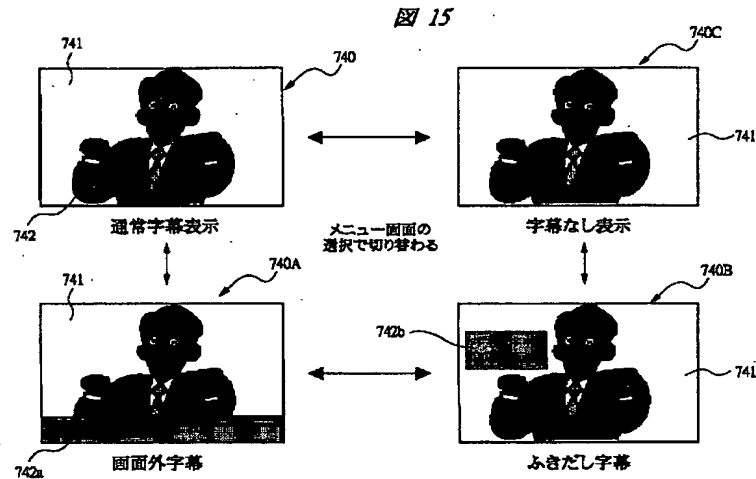 図 15
741
740
740C
741
742
通常字幕表示
メニュー画面の
選択で切り替わる
字幕なし表示
741
740A
740B
742b
741
742a
画面外字幕
ふきだし字幕